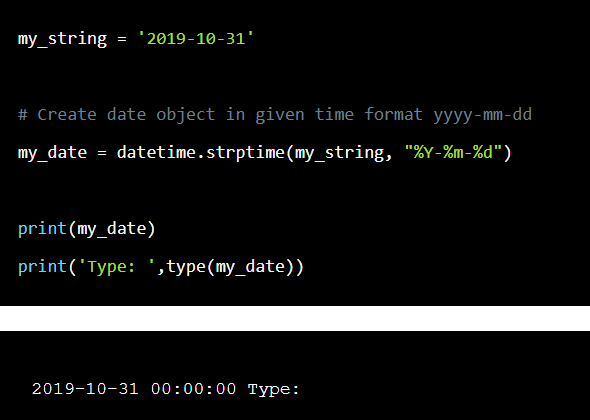 my_string = '2019-10-31'
# Create date object in given time format yyyy-mm-dd
my_date = datetime.strptime(my_string, "%Y-%m-%d")
print(my_date)
print('Type: ',type(my_date))
2019-10-31 00:00:00 Type: